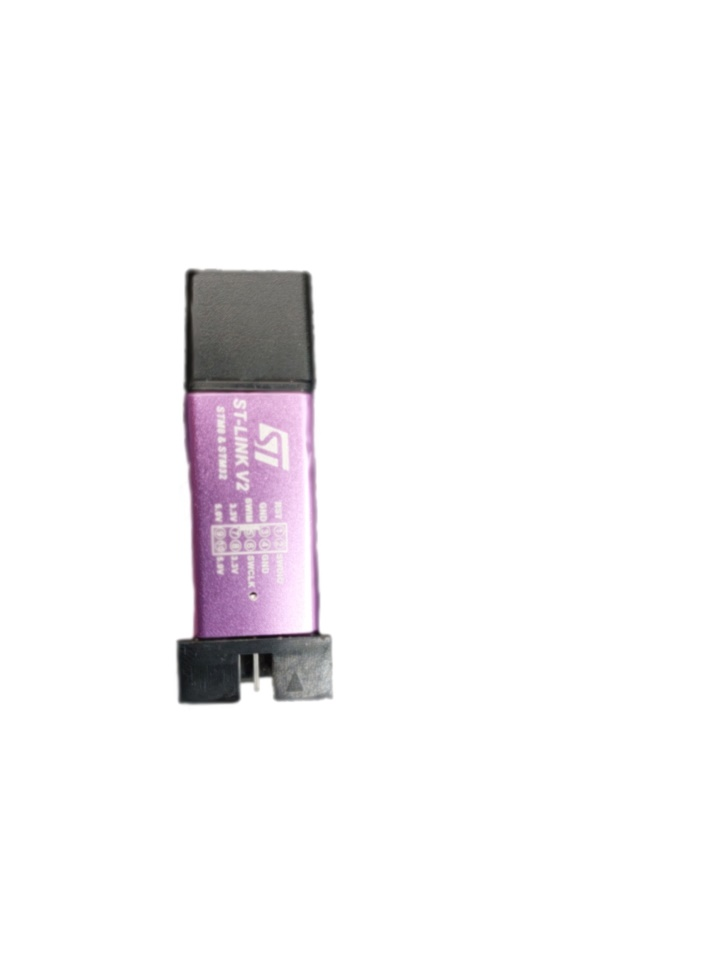 ST
ST-LINK V2
STM8 & STM32
RST
GND
SWIM
3.3V
5.0V
SWDIO
GND
SWCLK
3.3V
5.0V